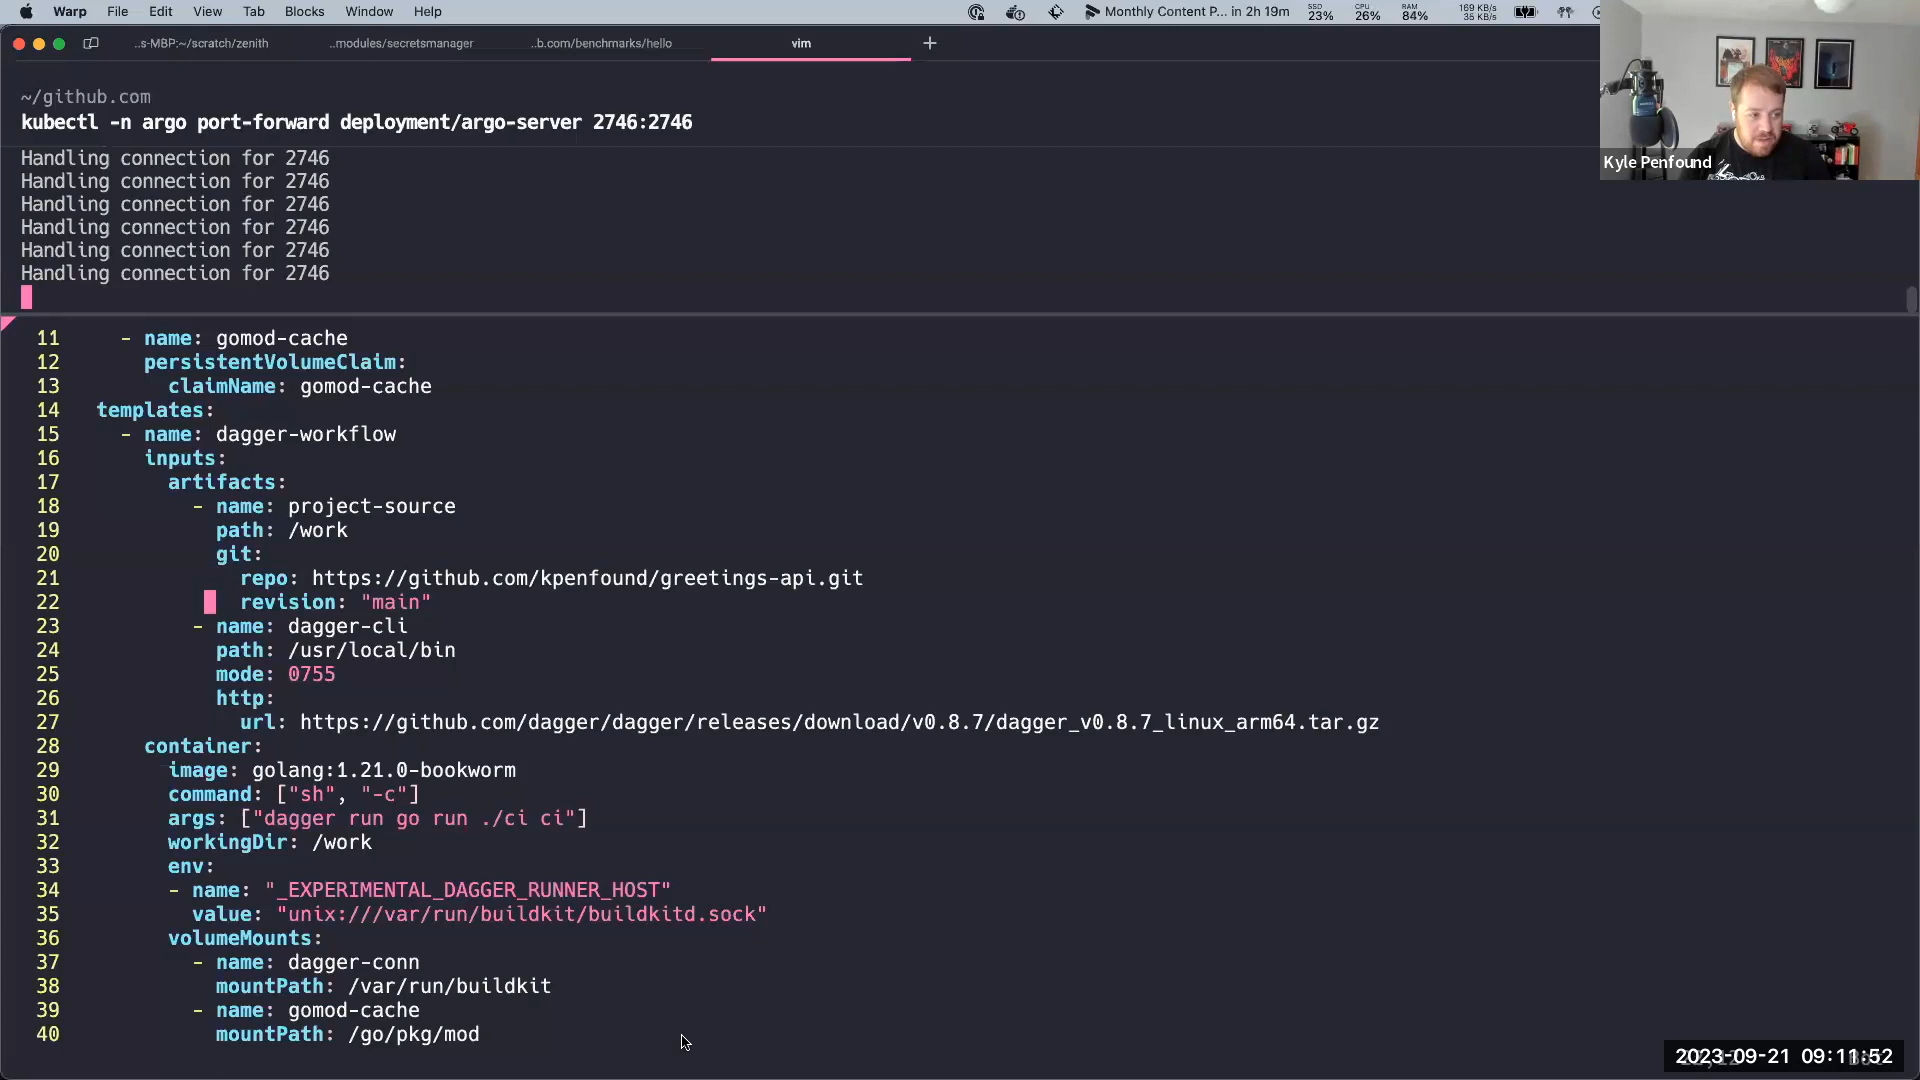 Warp File Edit View Tab Blocks Window Help
Monthly Content P... in 2h 19m
SSD 23%
CPU 26%
RAM 84%
169 KB/s
35 KB/s
..s-MBP:~/scratch/zenith
..modules/secretsmanager
..b.com/benchmarks/hello
vim
Kyle Penfound
~/github.com
kubectl -n argo port-forward deployment/argo-server 2746:2746
Handling connection for 2746
Handling connection for 2746
Handling connection for 2746
Handling connection for 2746
Handling connection for 2746
Handling connection for 2746
11 - name: gomod-cache
12 persistentVolumeClaim:
13 claimName: gomod-cache
14 templates:
15 - name: dagger-workflow
16 inputs:
17 artifacts:
18 - name: project-source
19 path: /work
20 git:
21 repo: https://github.com/kpenfound/greetings-api.git
22 revision: "main"
23 - name: dagger-cli
24 path: /usr/local/bin
25 mode: 0755
26 http:
27 url: https://github.com/dagger/dagger/releases/download/v0.8.7/dagger_v0.8.7_linux_arm64.tar.gz
28 container:
29 image: golang:1.21.0-bookworm
30 command: ["sh", "-c"]
31 args: ["dagger run go run ./ci ci"]
32 workingDir: /work
33 env:
34 - name: "_EXPERIMENTAL_DAGGER_RUNNER_HOST"
35 value: "unix:///var/run/buildkit/buildkitd.sock"
36 volumeMounts:
37 - name: dagger-conn
38 mountPath: /var/run/buildkit
39 - name: gomod-cache
40 mountPath: /go/pkg/mod
2023-09-21 09:11:52